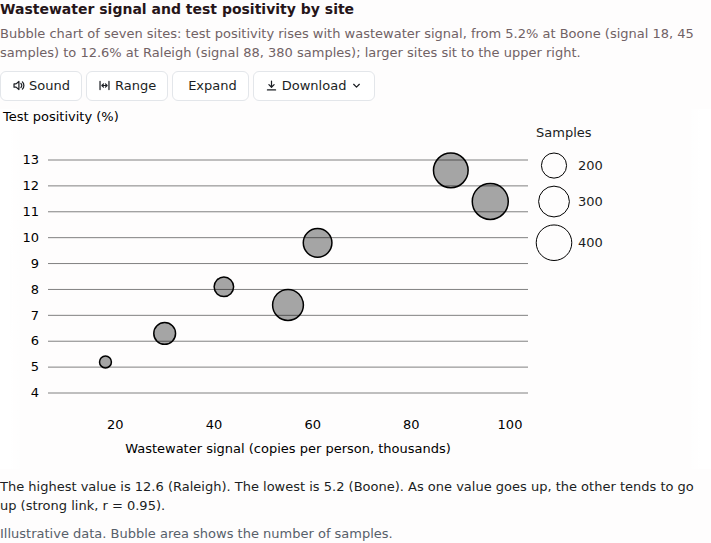 Wastewater signal and test positivity by site
Bubble chart of seven sites: test positivity rises with wastewater signal, from 5.2% at Boone (signal 18, 45
samples) to 12.6% at Raleigh (signal 88, 380 samples); larger sites sit to the upper right.
Sound Range Expand Download
Test positivity (%)
Samples
13
12
11
10
9
8
7
6
5
4
200
300
400
20 40 60 80 100
Wastewater signal (copies per person, thousands)
The highest value is 12.6 (Raleigh). The lowest is 5.2 (Boone). As one value goes up, the other tends to go
up (strong link, r = 0.95).
Illustrative data. Bubble area shows the number of samples.